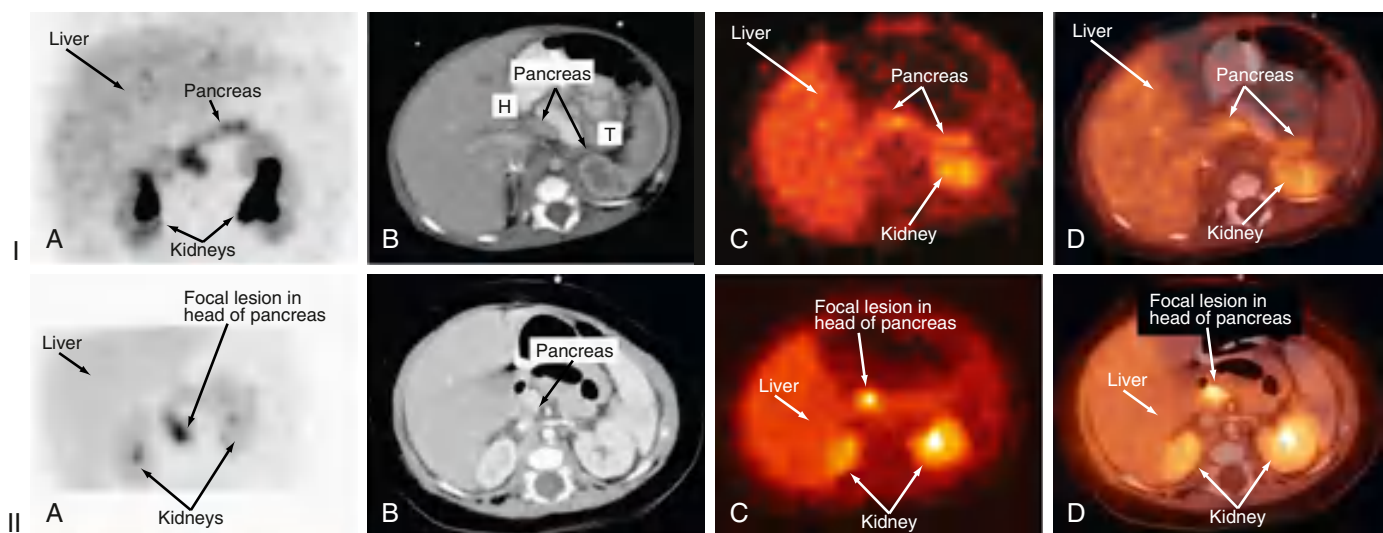 Liver
Pancreas
Kidneys
I
A
Pancreas
H
T
B
Liver
Pancreas
Kidney
C
Liver
Pancreas
Kidney
D
Focal lesion in
head of pancreas
Liver
Kidneys
II
A
Pancreas
B
Focal lesion in
head of pancreas
Liver
Kidney
C
Focal lesion in
head of pancreas
Liver
Kidney
D